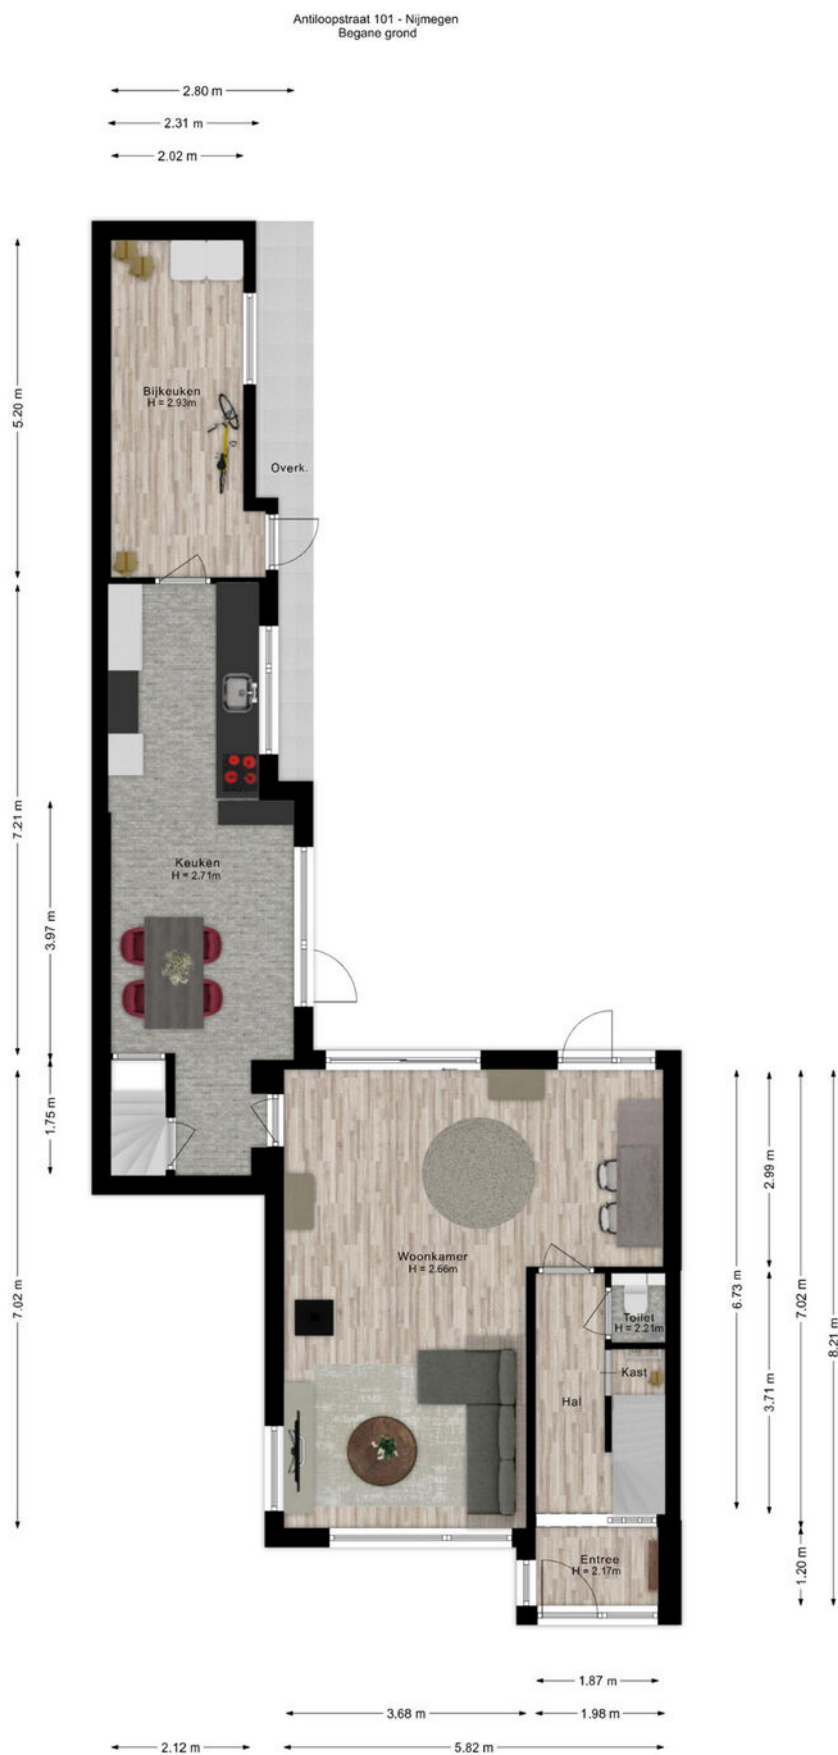 Antiloopstraat 101 - Nijmegen
Begane grond
2.80 m
2.31 m
2.02 m
5.20 m
Bijkeuken
H = 2.93m
Overk.
7.21 m
3.97 m
Keuken
H = 2.71m
1.75 m
7.02 m
Woonkamer
H = 2.66m
Toilet
H = 2.21m
Kast
Hal
Entree
H = 2.17m
2.99 m
6.73 m
7.02 m
8.21 m
3.71 m
1.20 m
1.87 m
3.68 m
1.98 m
2.12 m
5.82 m